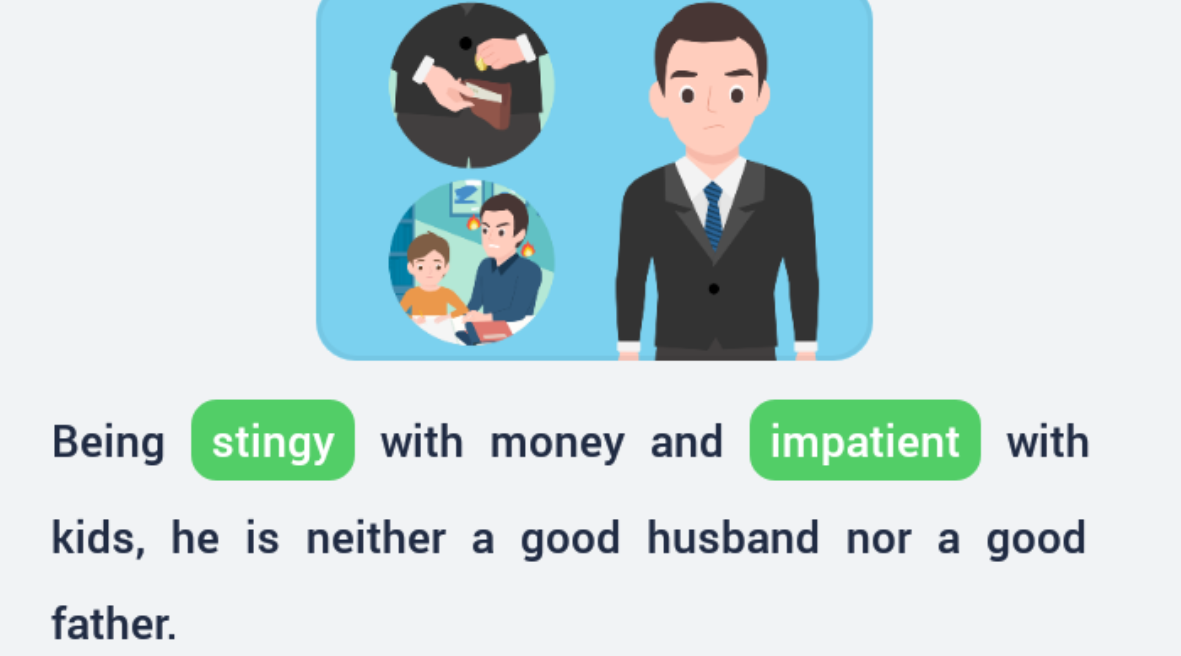 Being stingy with money and impatient with
kids, he is neither a good husband nor a good
father.